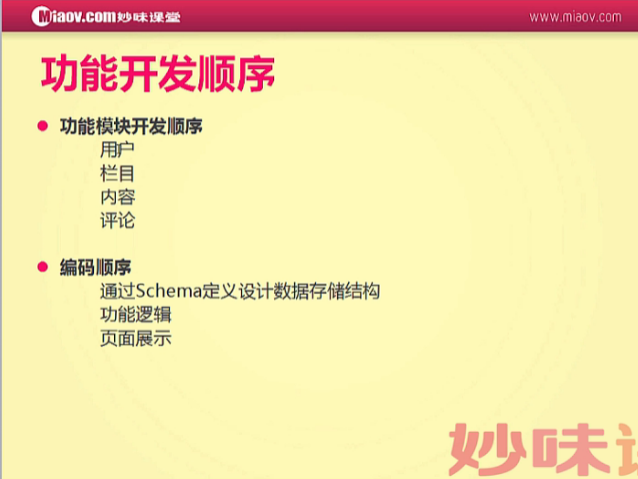 Miaov.com妙味课堂
www.miaov.com
功能开发顺序
功能模块开发顺序
用户
栏目
内容
评论
编码顺序
通过Schema定义设计数据存储结构
功能逻辑
页面展示
妙味